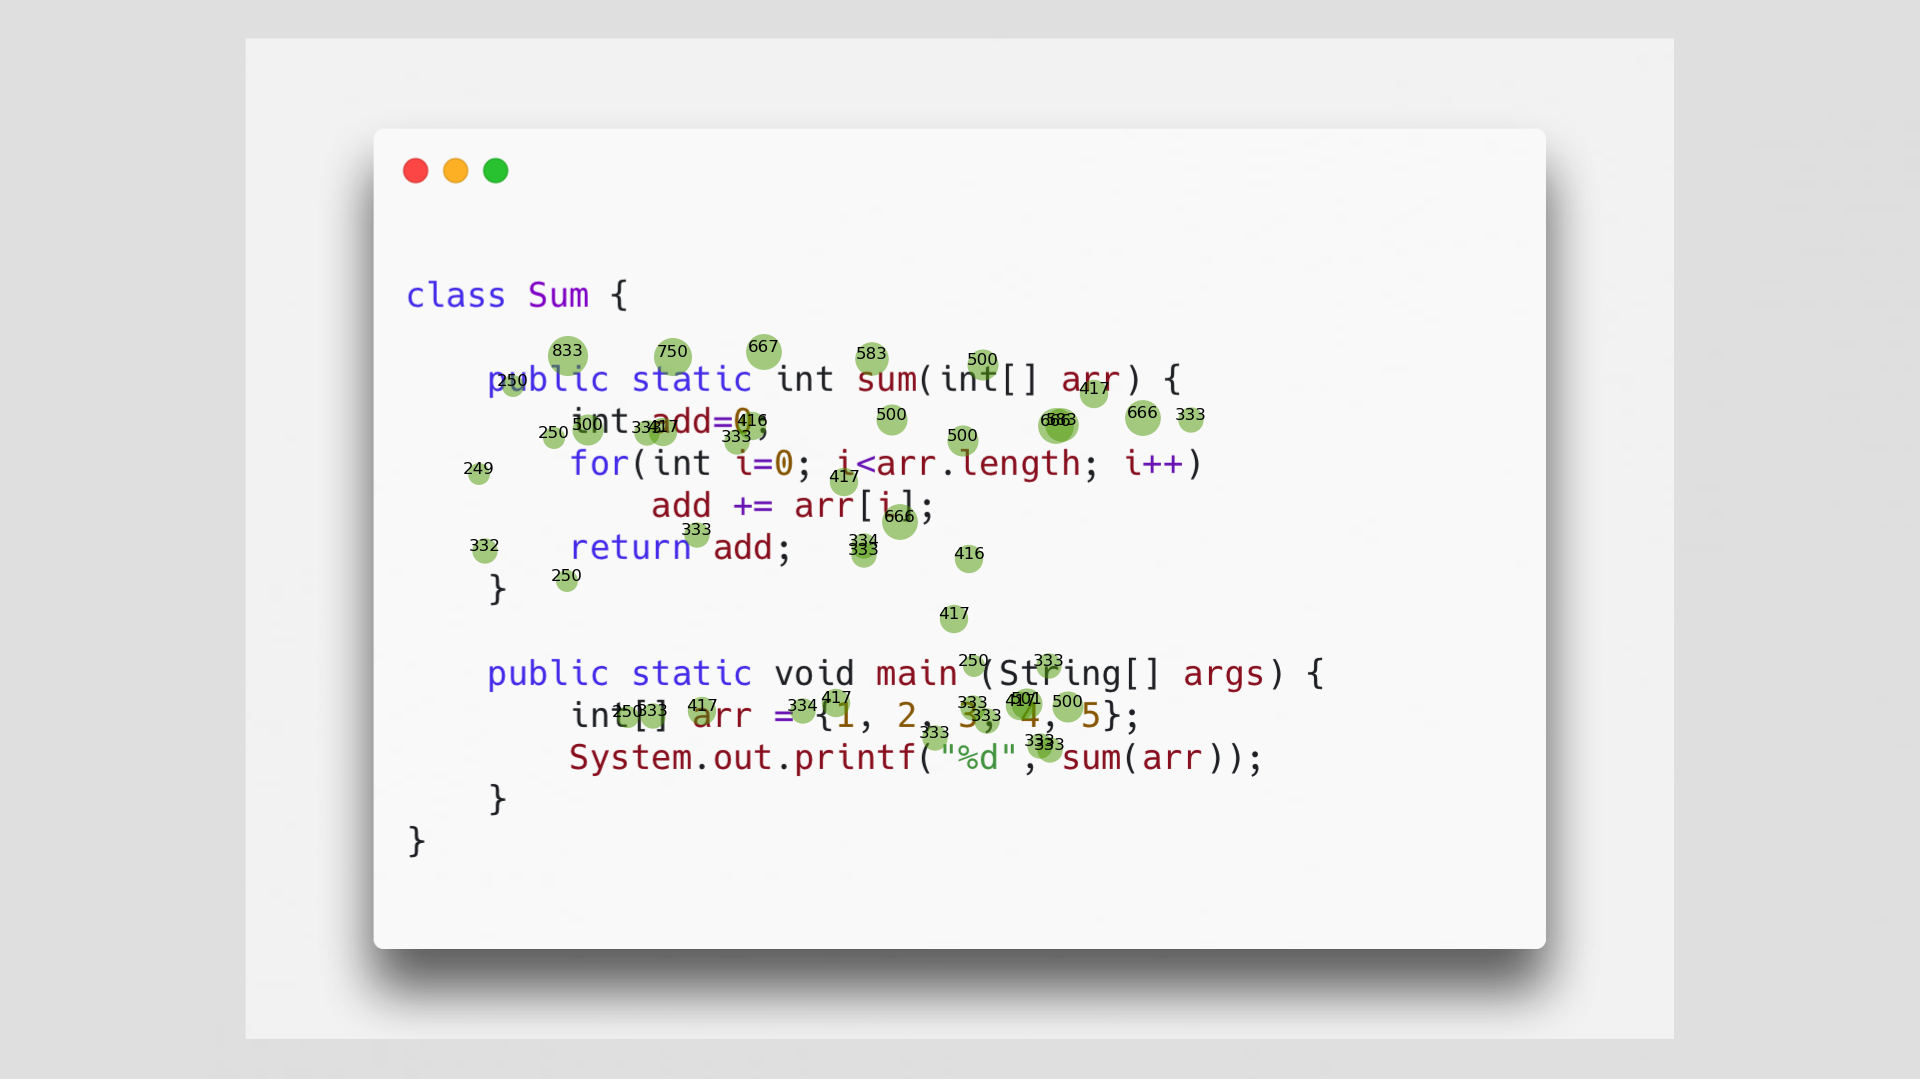 class Sum {
833 750 667 583 500
250 public static int sum(int[] arr) { 417
int add=0;
250 500 333 417 416 333 500 500 666 583 666 333
for(int i=0; i<arr.length; i++)
249 417
add += arr[i];
333 666
return add;
332 334 333 416
250
}
417
250 333
public static void main (String[] args) {
int[] arr = {1, 2, 3, 4, 5};
250 333 417 334 417 333 333 417 501 500
333 333 333
System.out.printf("%d", sum(arr));
}
}